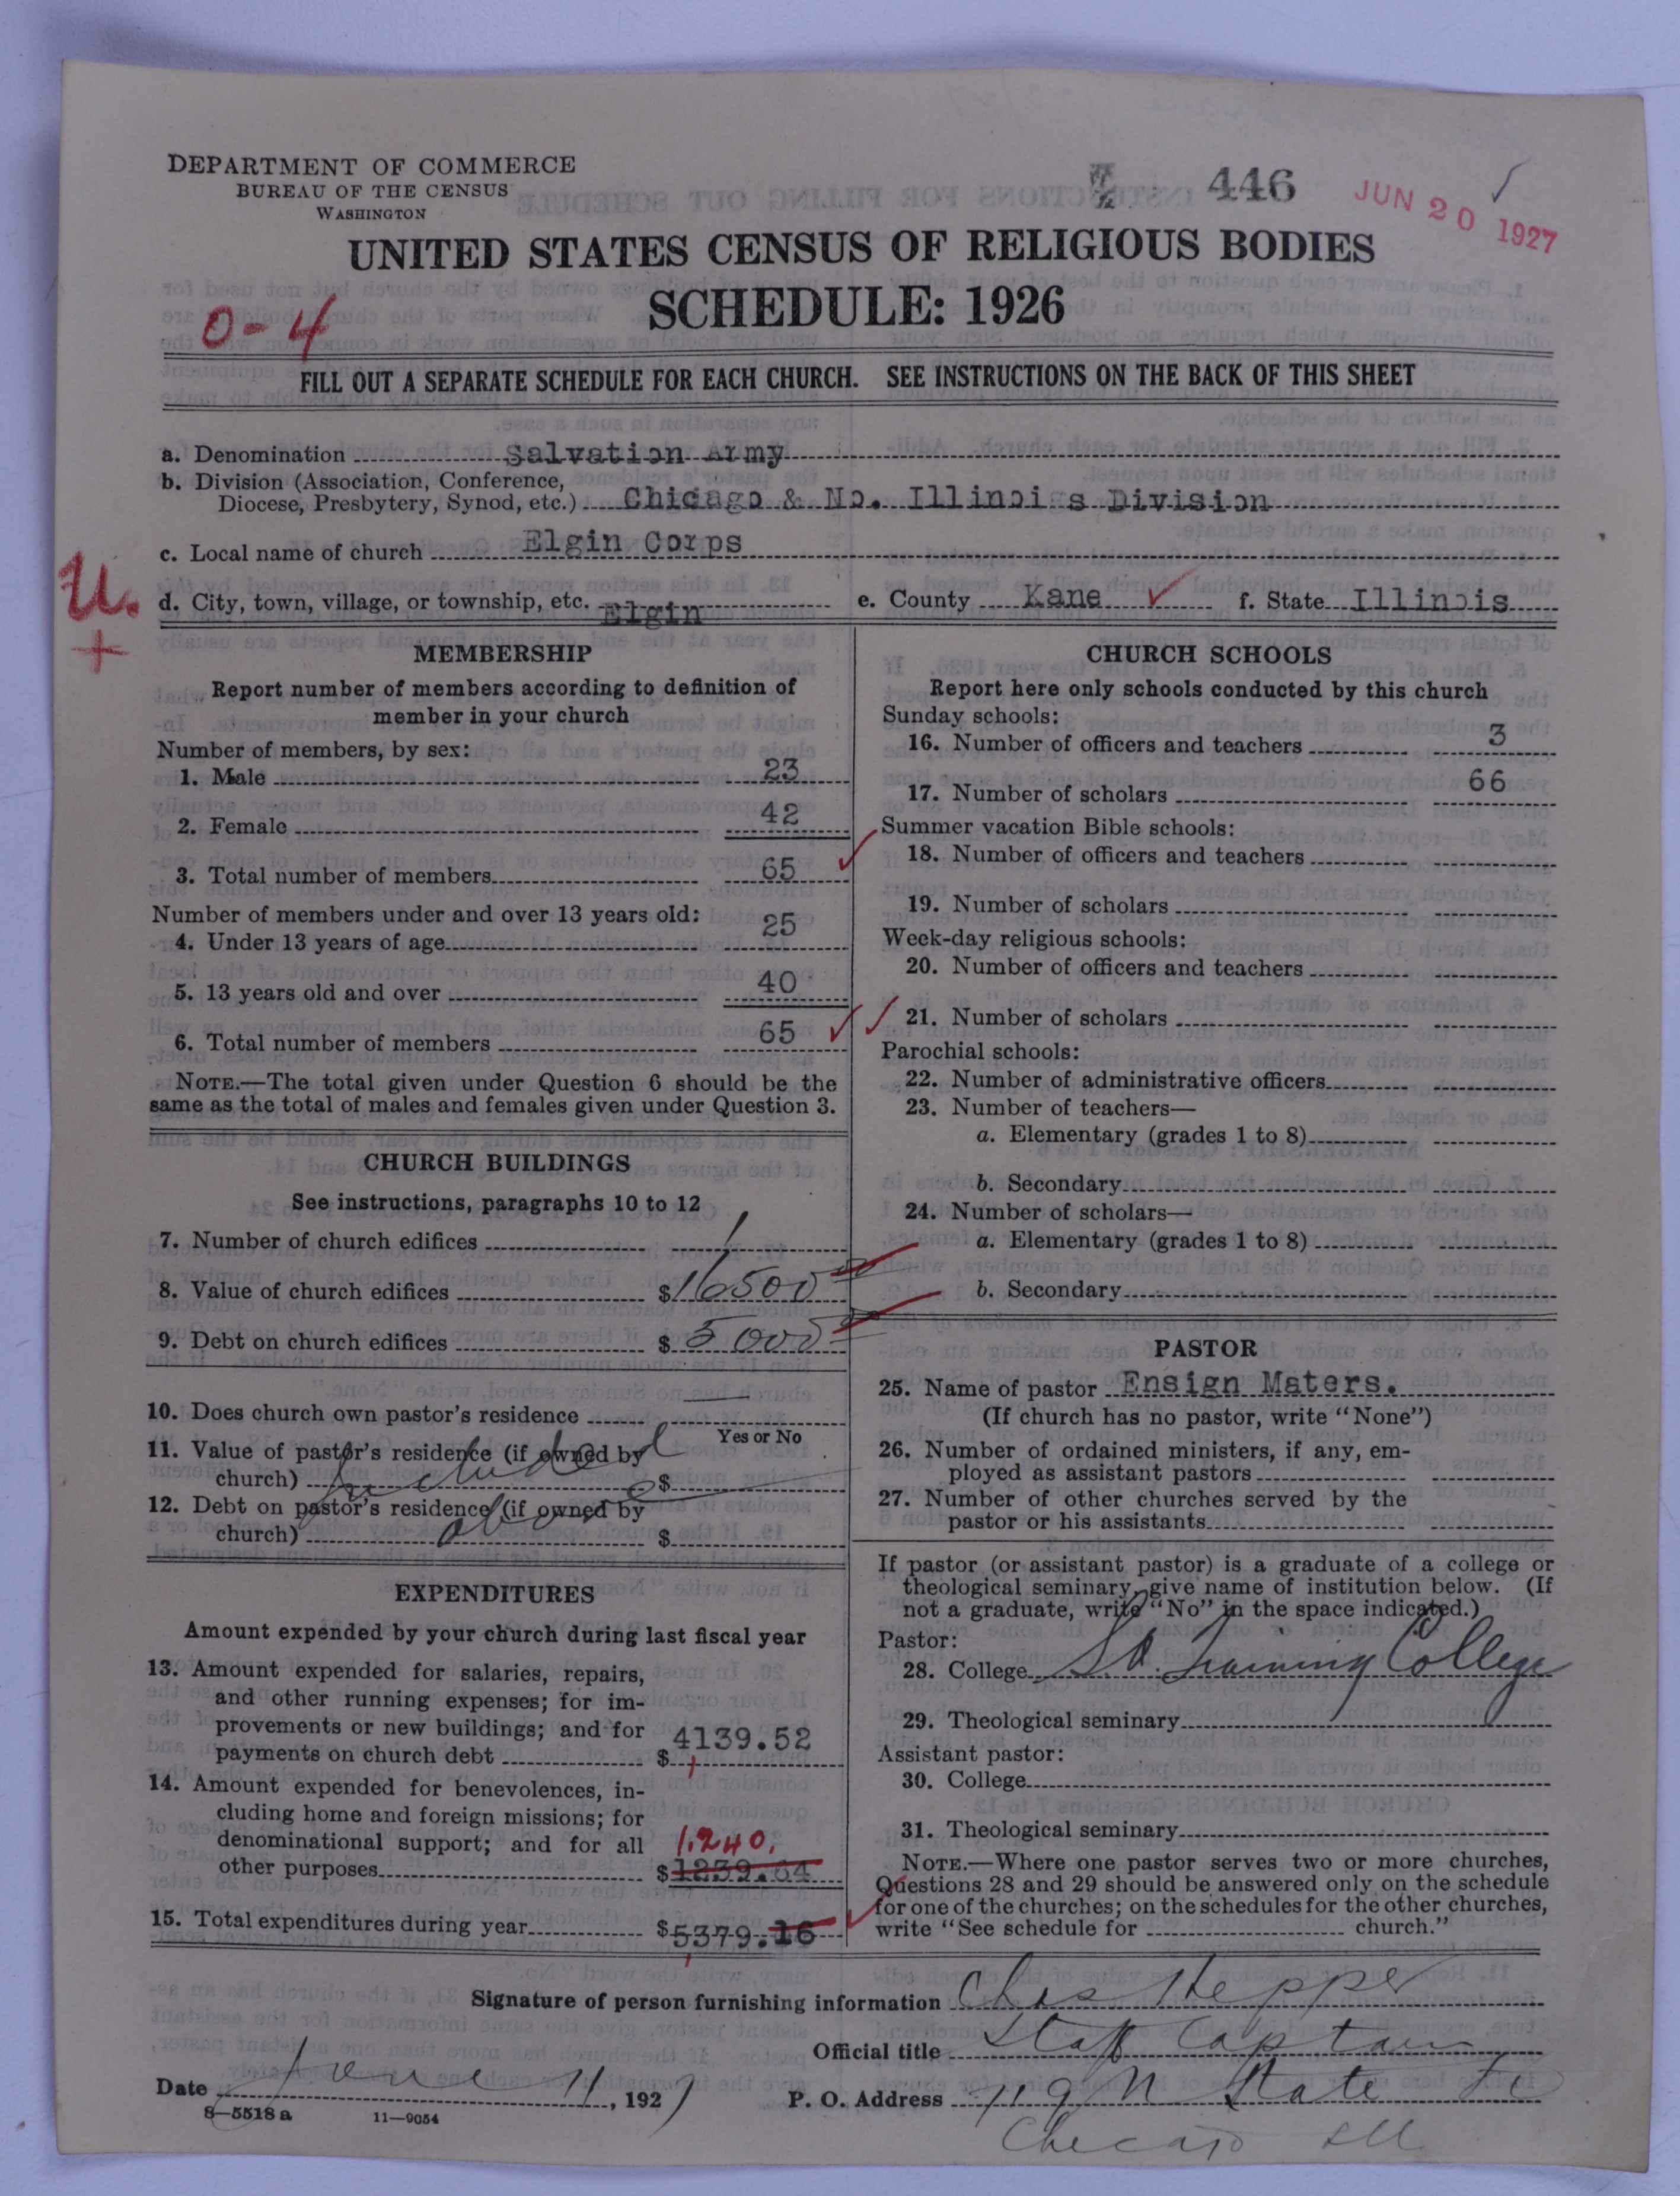 DEPARTMENT OF COMMERCE
BUREAU OF THE CENSUS
WASHINGTON
446
JUN 20 1927
UNITED STATES CENSUS OF RELIGIOUS BODIES
SCHEDULE: 1926
0-4
FILL OUT A SEPARATE SCHEDULE FOR EACH CHURCH. SEE INSTRUCTIONS ON THE BACK OF THIS SHEET
a. Denomination Salvation Army
b. Division (Association, Conference,
Diocese, Presbytery, Synod, etc.) Chicago & No. Illinois Division
c. Local name of church Elgin Corps
U. +
d. City, town, village, or township, etc. Elgin e. County Kane ✓ f. State Illinois
MEMBERSHIP
Report number of members according to definition of
member in your church
Number of members, by sex:
1. Male 23
2. Female 42
3. Total number of members 65
Number of members under and over 13 years old:
4. Under 13 years of age 25
5. 13 years old and over 40
6. Total number of members 65
NOTE.—The total given under Question 6 should be the
same as the total of males and females given under Question 3.
CHURCH BUILDINGS
See instructions, paragraphs 10 to 12
7. Number of church edifices 1
8. Value of church edifices $16500
9. Debt on church edifices $5000
10. Does church own pastor's residence —
Yes or No
11. Value of pastor's residence (if owned by
church) $ Included
12. Debt on pastor's residence (if owned by
church) $ above
EXPENDITURES
Amount expended by your church during last fiscal year
13. Amount expended for salaries, repairs,
and other running expenses; for im-
provements or new buildings; and for
payments on church debt $ 4139.52
14. Amount expended for benevolences, in-
cluding home and foreign missions; for
denominational support; and for all
other purposes $ 1239.64
1,240.
15. Total expenditures during year $5379.16
CHURCH SCHOOLS
Report here only schools conducted by this church
Sunday schools:
16. Number of officers and teachers 3
17. Number of scholars 66
Summer vacation Bible schools:
18. Number of officers and teachers
19. Number of scholars
Week-day religious schools:
20. Number of officers and teachers
21. Number of scholars
Parochial schools:
22. Number of administrative officers
23. Number of teachers—
a. Elementary (grades 1 to 8)
b. Secondary
24. Number of scholars—
a. Elementary (grades 1 to 8)
b. Secondary
PASTOR
25. Name of pastor Ensign Maters.
(If church has no pastor, write "None")
26. Number of ordained ministers, if any, em-
ployed as assistant pastors
27. Number of other churches served by the
pastor or his assistants
If pastor (or assistant pastor) is a graduate of a college or
theological seminary, give name of institution below. (If
not a graduate, write "No" in the space indicated.)
Pastor:
28. College S.A. Training College
29. Theological seminary
Assistant pastor:
30. College
31. Theological seminary
NOTE.—Where one pastor serves two or more churches,
Questions 28 and 29 should be answered only on the schedule
for one of the churches; on the schedules for the other churches,
write "See schedule for church."
Signature of person furnishing information Chas
Official title Staff Captain
Date June 11, 1927 P. O. Address 719 N State St
Chicago Ill
8-5518 a 11-9054